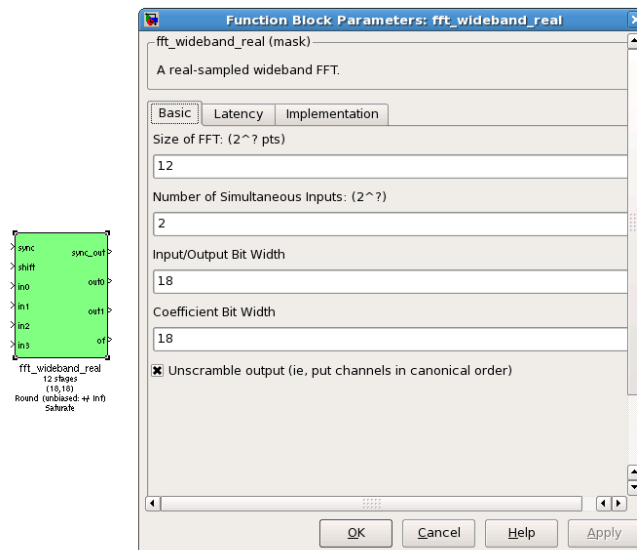 Function Block Parameters: fft_wideband_real
fft_wideband_real (mask)
A real-sampled wideband FFT.
Basic Latency Implementation
Size of FFT: (2^? pts)
12
Number of Simultaneous Inputs: (2^?)
2
Input/Output Bit Width
18
Coefficient Bit Width
18
Unscramble output (ie, put channels in canonical order)
OK Cancel Help Apply
sync sync_out
shift
in0 out0
in1 out1
in2
in3 of
fft_wideband_real
12 stages
(18,18)
Round (unbiased: +/- Inf)
Saturate